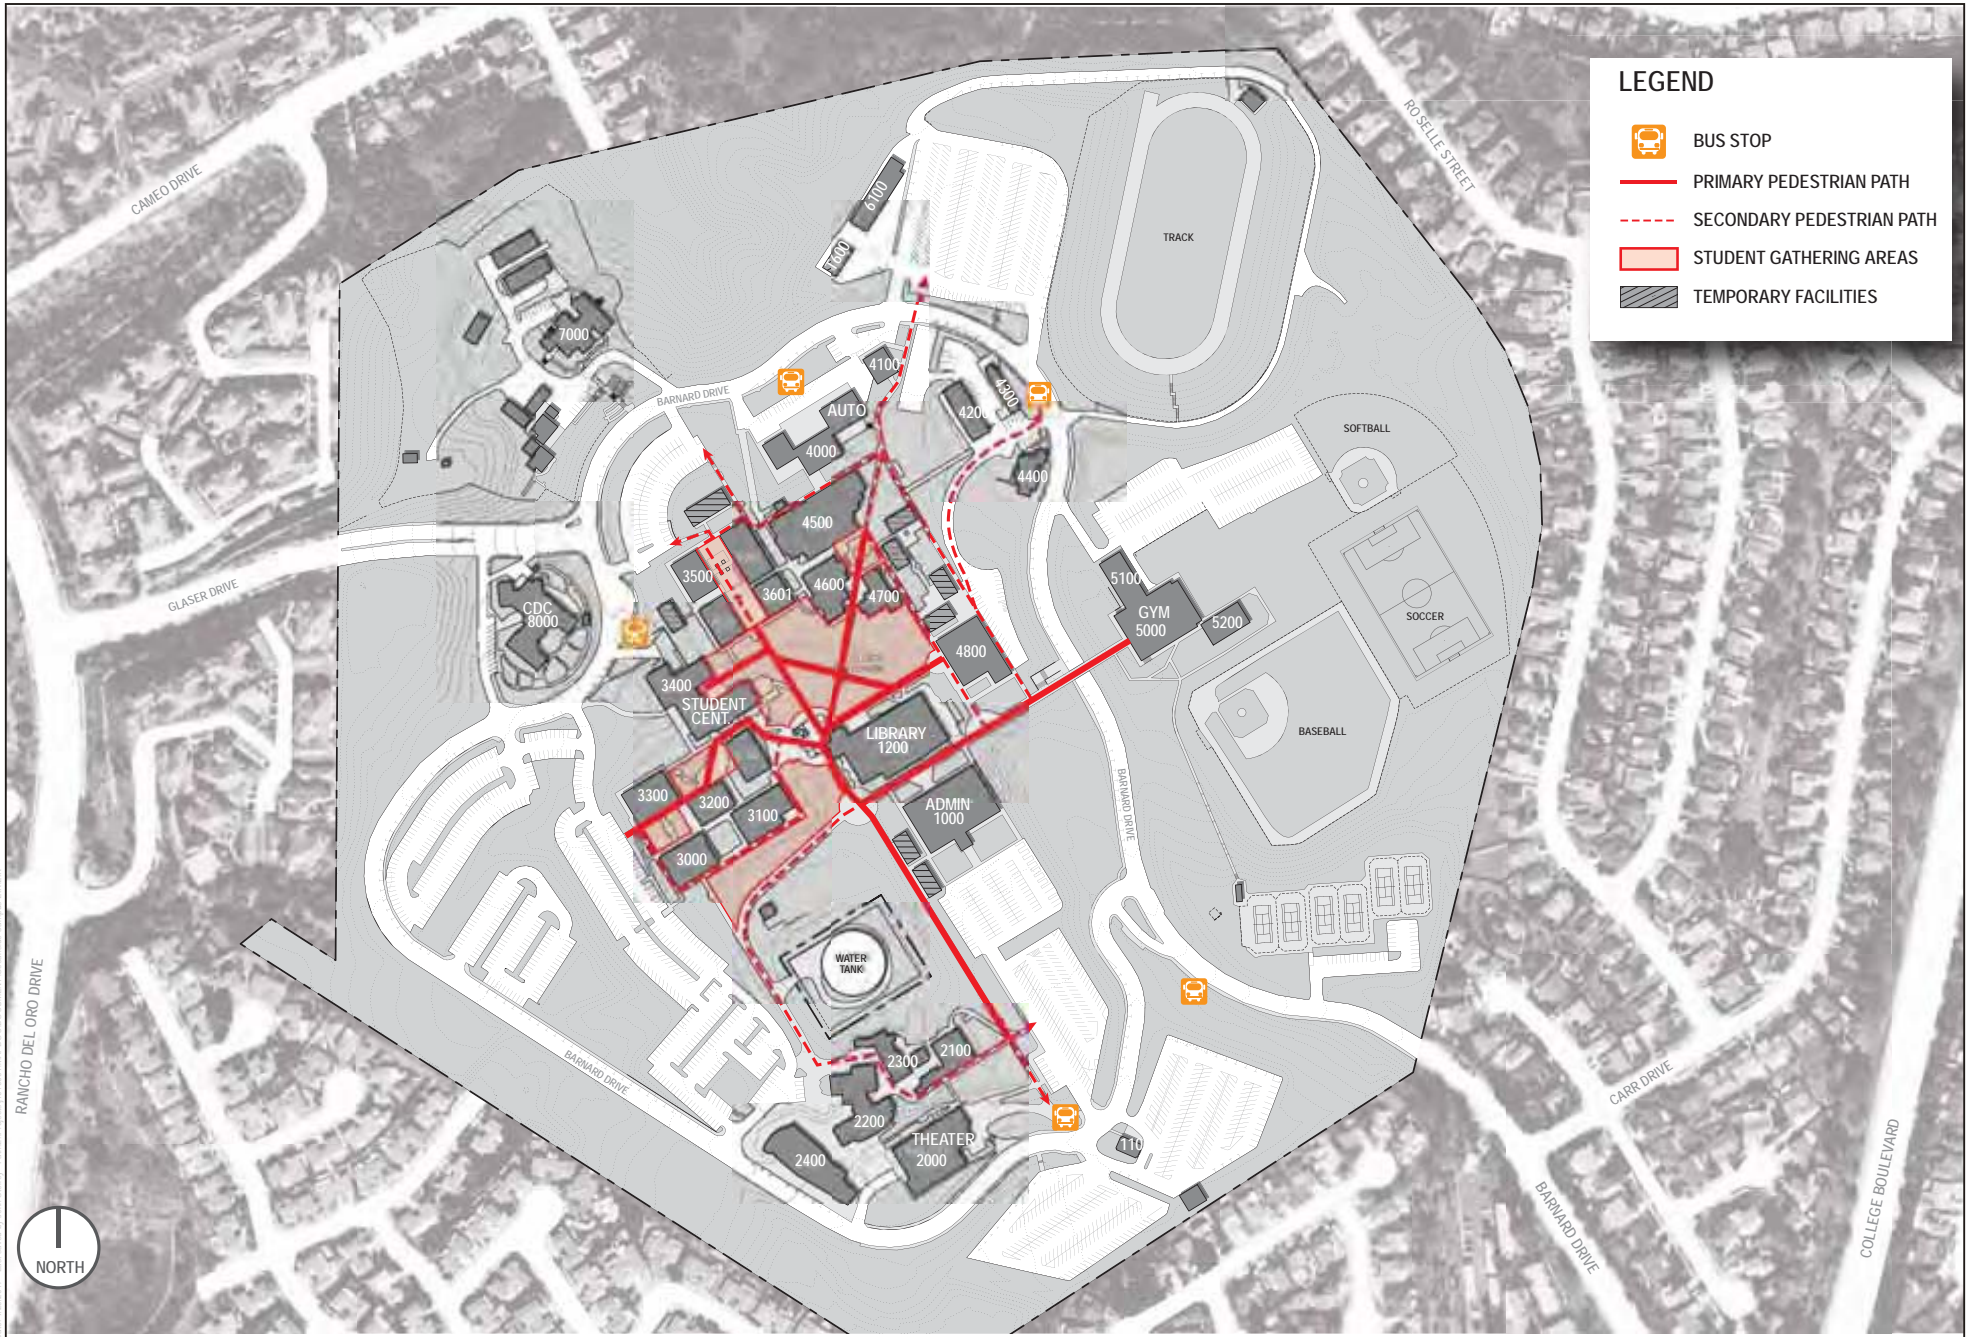 LEGEND
BUS STOP
PRIMARY PEDESTRIAN PATH
SECONDARY PEDESTRIAN PATH
STUDENT GATHERING AREAS
TEMPORARY FACILITIES
CAMEO DRIVE
ROSELLE STREET
6100
1600
TRACK
7000
BARNARD DRIVE
4100
AUTO
4000
4200
4300
4400
SOFTBALL
4500
3500
3601
4600
4700
5100
GYM
5000
5200
SOCCER
GLASER DRIVE
CDC
8000
4800
3400
STUDENT
CENT.
LIBRARY
1200
BASEBALL
3300
3200
3100
3000
ADMIN
1000
BARNARD DRIVE
WATER
TANK
RANCHO DEL ORO DRIVE
BARNARD DRIVE
2300
2100
2200
2400
THEATER
2000
110
CARR DRIVE
BARNARD DRIVE
COLLEGE BOULEVARD
NORTH